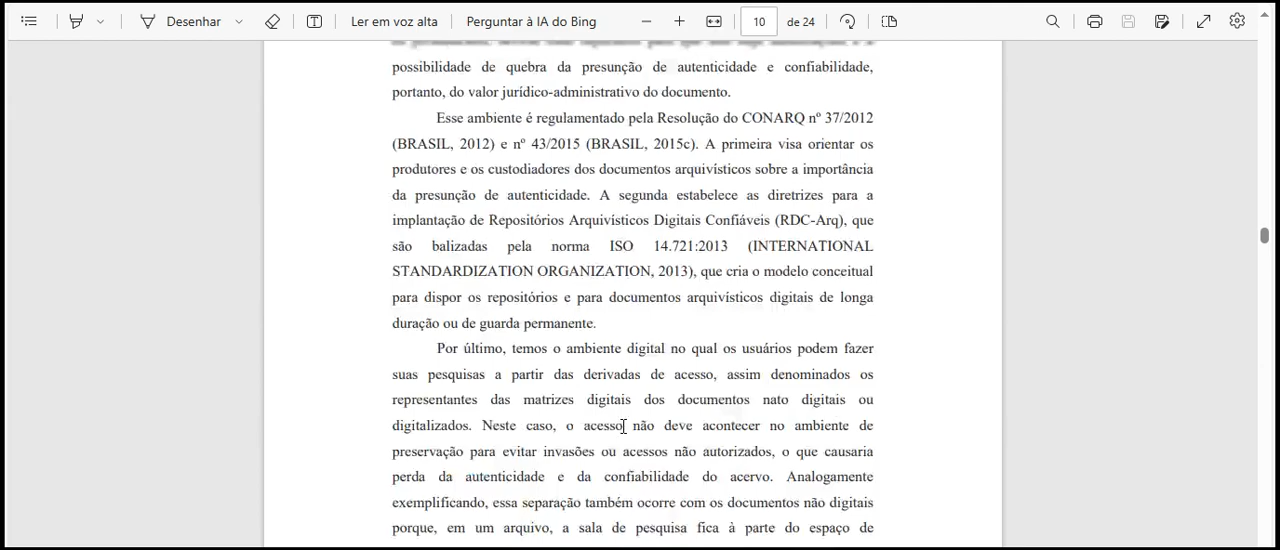 Desenhar
Ler em voz alta
Perguntar à IA do Bing
10
de 24
possibilidade de quebra da presunção de autenticidade e confiabilidade,
portanto, do valor jurídico-administrativo do documento.
Esse ambiente é regulamentado pela Resolução do CONARQ nº 37/2012
(BRASIL, 2012) e nº 43/2015 (BRASIL, 2015c). A primeira visa orientar os
produtores e os custodiadores dos documentos arquivísticos sobre a importância
da presunção de autenticidade. A segunda estabelece as diretrizes para a
implantação de Repositórios Arquivísticos Digitais Confiáveis (RDC-Arq), que
são balizadas pela norma ISO 14.721:2013 (INTERNATIONAL
STANDARDIZATION ORGANIZATION, 2013), que cria o modelo conceitual
para dispor os repositórios e para documentos arquivísticos digitais de longa
duração ou de guarda permanente.
Por último, temos o ambiente digital no qual os usuários podem fazer
suas pesquisas a partir das derivadas de acesso, assim denominados os
representantes das matrizes digitais dos documentos nato digitais ou
digitalizados. Neste caso, o acesso não deve acontecer no ambiente de
preservação para evitar invasões ou acessos não autorizados, o que causaria
perda da autenticidade e da confiabilidade do acervo. Analogamente
exemplificando, essa separação também ocorre com os documentos não digitais
porque, em um arquivo, a sala de pesquisa fica à parte do espaço de